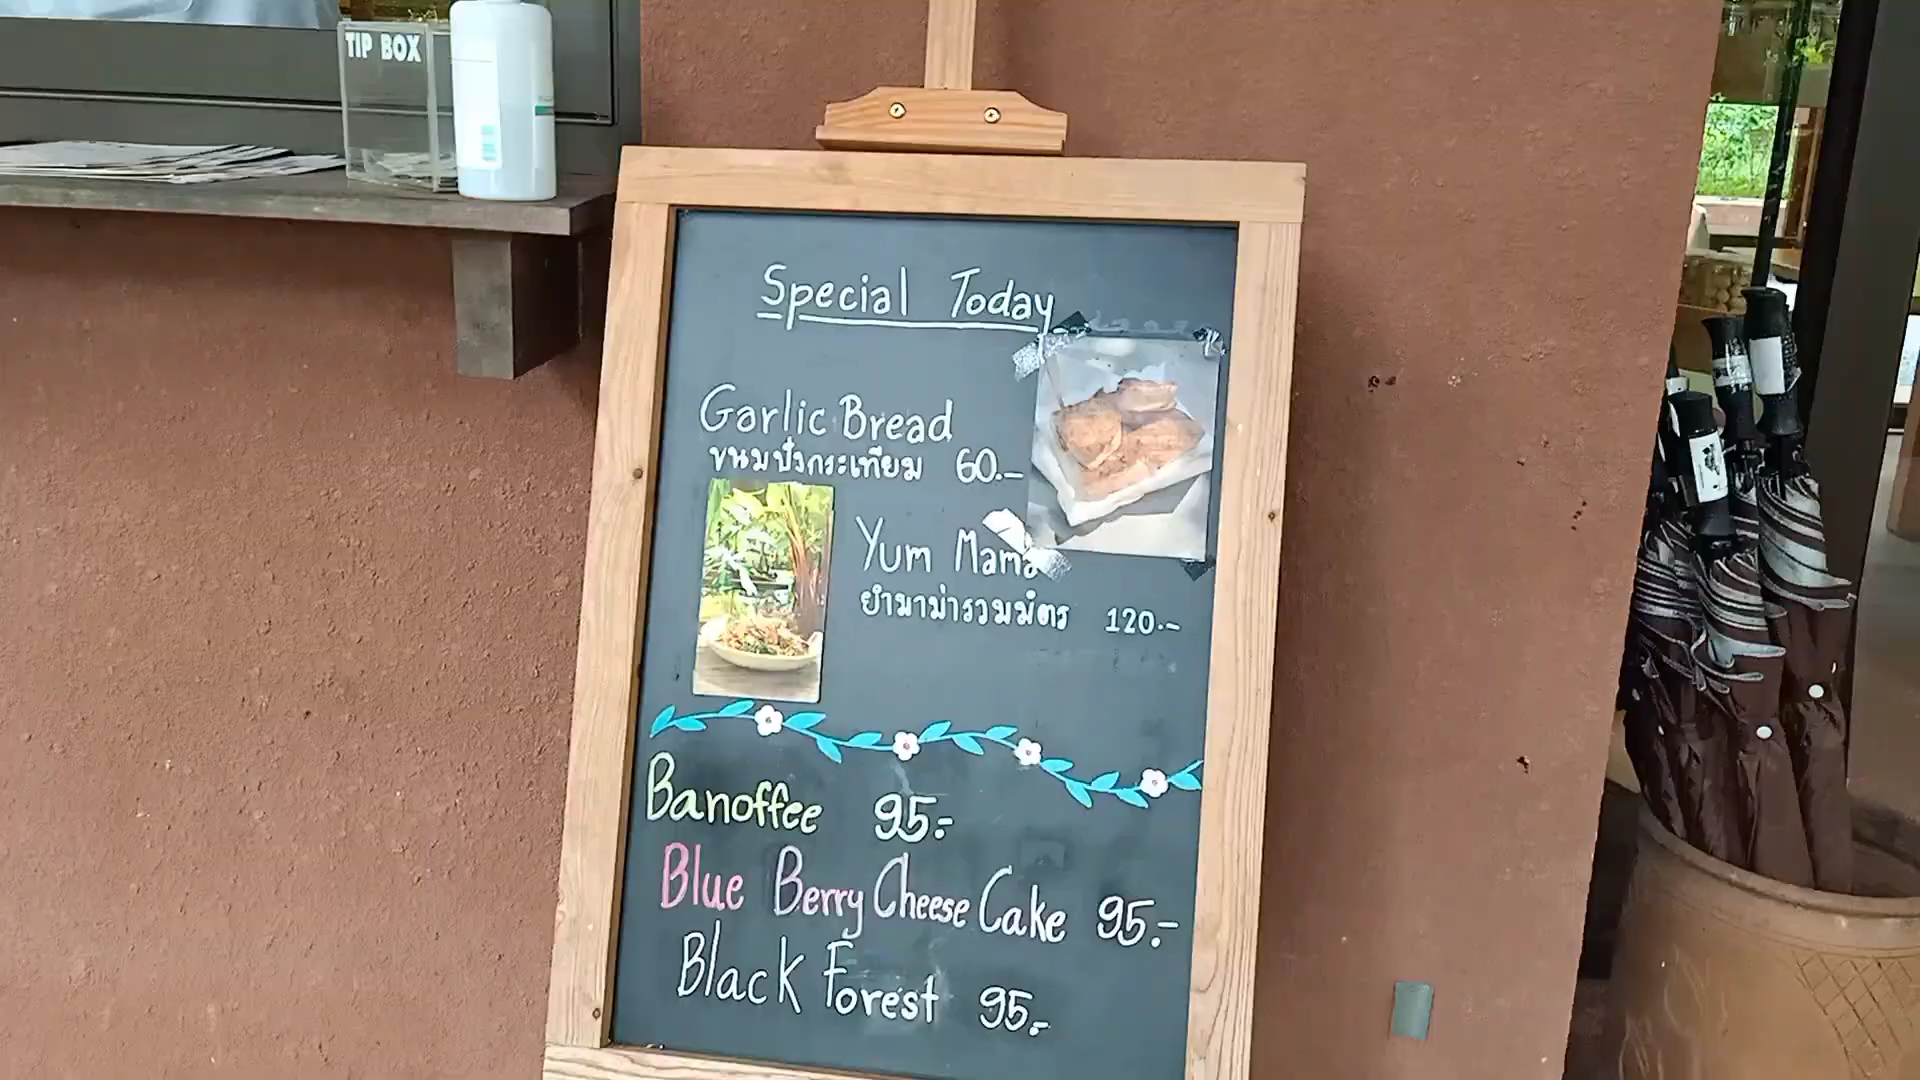 TIP BOX
Special Today
Garlic Bread
ขนมปังกระเทียม 60.-
Yum Mama
ยำมาม่ารวมมิตร 120.-
Banoffee 95.-
Blue Berry Cheese Cake 95.-
Black Forest 95.-